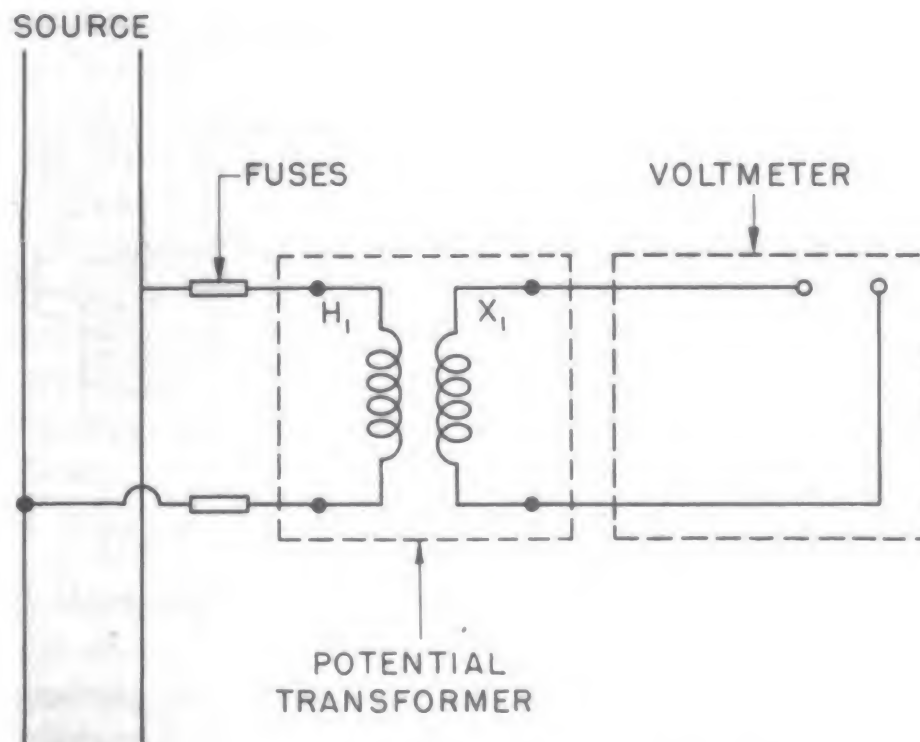 SOURCE
FUSES
VOLTMETER
H₁
X₁
POTENTIAL
TRANSFORMER